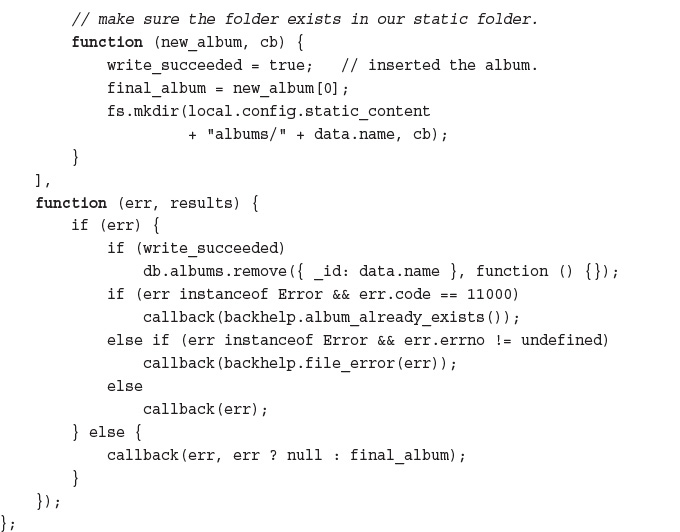 // make sure the folder exists in our static folder.
        function (new_album, cb) {
            write_succeeded = true;   // inserted the album.
            final_album = new_album[0];
            fs.mkdir(local.config.static_content
                     + "albums/" + data.name, cb);
        }
    ],
    function (err, results) {
        if (err) {
            if (write_succeeded)
                db.albums.remove({ _id: data.name }, function () {});
            if (err instanceof Error && err.code == 11000)
                callback(backhelp.album_already_exists());
            else if (err instanceof Error && err.errno != undefined)
                callback(backhelp.file_error(err));
            else
                callback(err);
        } else {
            callback(err, err ? null : final_album);
        }
    });
};